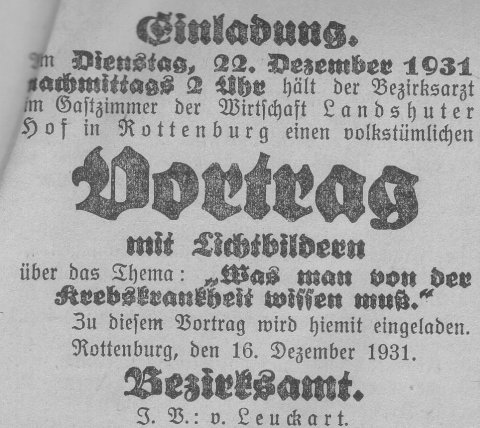 Einladung.
Am Dienstag, 22. Dezember 1931
nachmittags 2 Uhr hält der Bezirksarzt
im Gastzimmer der Wirtschaft Landshuter
Hof in Rottenburg einen volkstümlichen
Vortrag
mit Lichtbildern
über das Thema: „Was man von der
Krebskrankheit wissen muß.“
Zu diesem Vortrag wird hiemit eingeladen.
Rottenburg, den 16. Dezember 1931.
Bezirksamt.
J. V.: v. Leuckart.